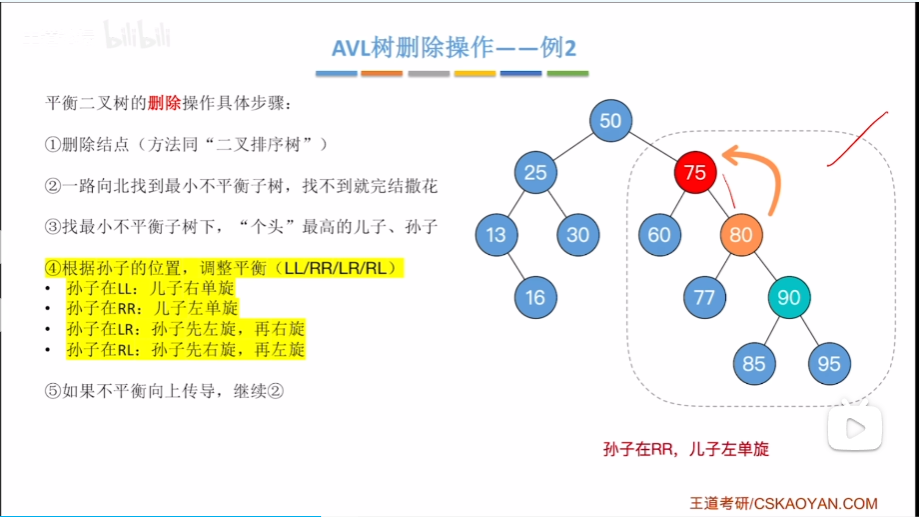 bilibili
AVL树删除操作——例2
平衡二叉树的删除操作具体步骤：
①删除结点（方法同“二叉排序树”）
②一路向北找到最小不平衡子树，找不到就完结撒花
③找最小不平衡子树下，“个头”最高的儿子、孙子
④根据孙子的位置，调整平衡（LL/RR/LR/RL）
• 孙子在LL：儿子右单旋
• 孙子在RR：儿子左单旋
• 孙子在LR：孙子先左旋，再右旋
• 孙子在RL：孙子先右旋，再左旋
⑤如果不平衡向上传导，继续②
50
25 75
13 30 60 80
16 77 90
85 95
孙子在RR，儿子左单旋
王道考研/CSKAOYAN.COM